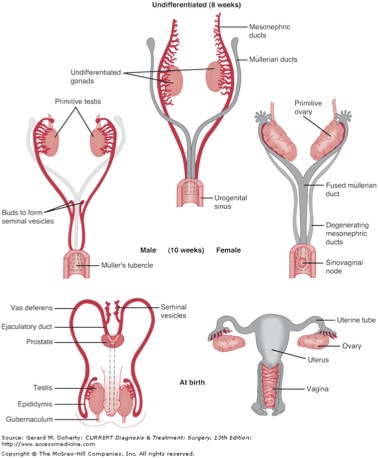 Undifferentiated (8 weeks)
Mesonephric
ducts
Müllerian ducts
Undifferentiated
gonads
Primitive testis
Primitive
ovary
Urogenital
sinus
Fused müllerian
duct
Buds to form
seminal vesicles
Degenerating
mesonephric
ducts
Male (10 weeks) Female
Müller's tubercle
Sinovaginal
node
Vas deferens
Seminal
vesicles
Ejaculatory duct
Prostate
Uterine tube
Ovary
Uterus
At birth
Testis
Vagina
Epididymis
Gubernaculum
Source: Gerard M. Doherty: CURRENT Diagnosis & Treatment: Surgery, 13th Edition:
http://www.accessmedicine.com
Copyright © The McGraw-Hill Companies, Inc. All rights reserved.